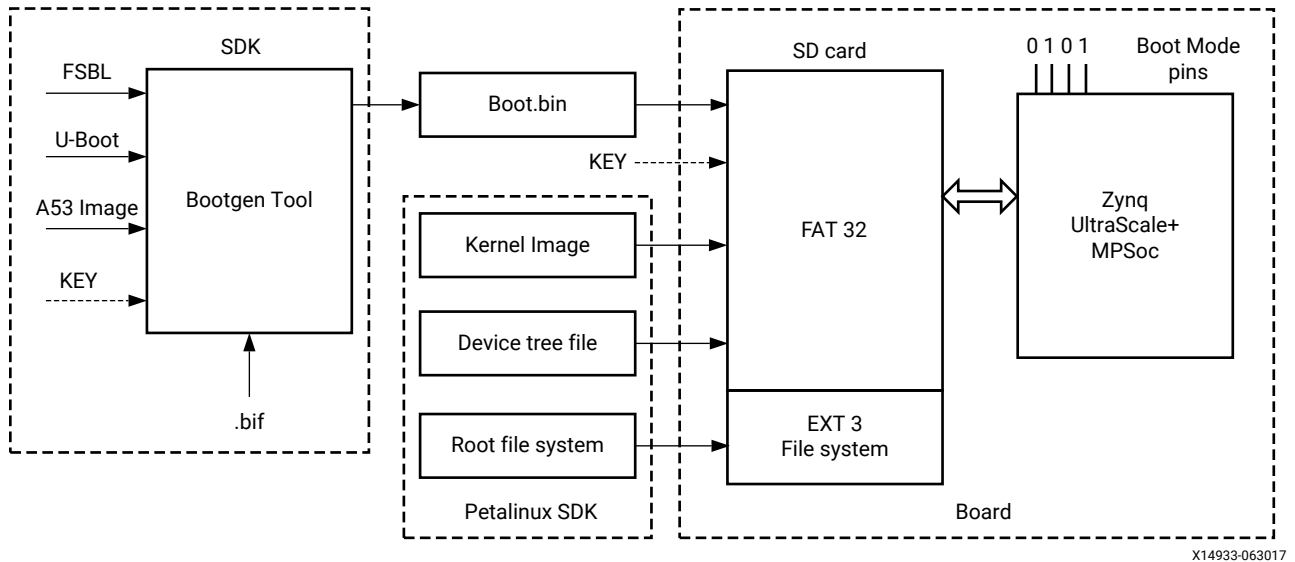 SDK
FSBL
U-Boot
A53 Image
KEY
Bootgen Tool
.bif
Boot.bin
KEY
Kernel Image
Device tree file
Root file system
Petalinux SDK
SD card
FAT 32
EXT 3
File system
0 1 0 1
Boot Mode
pins
Zynq
UltraScale+
MPSoc
Board
X14933-063017